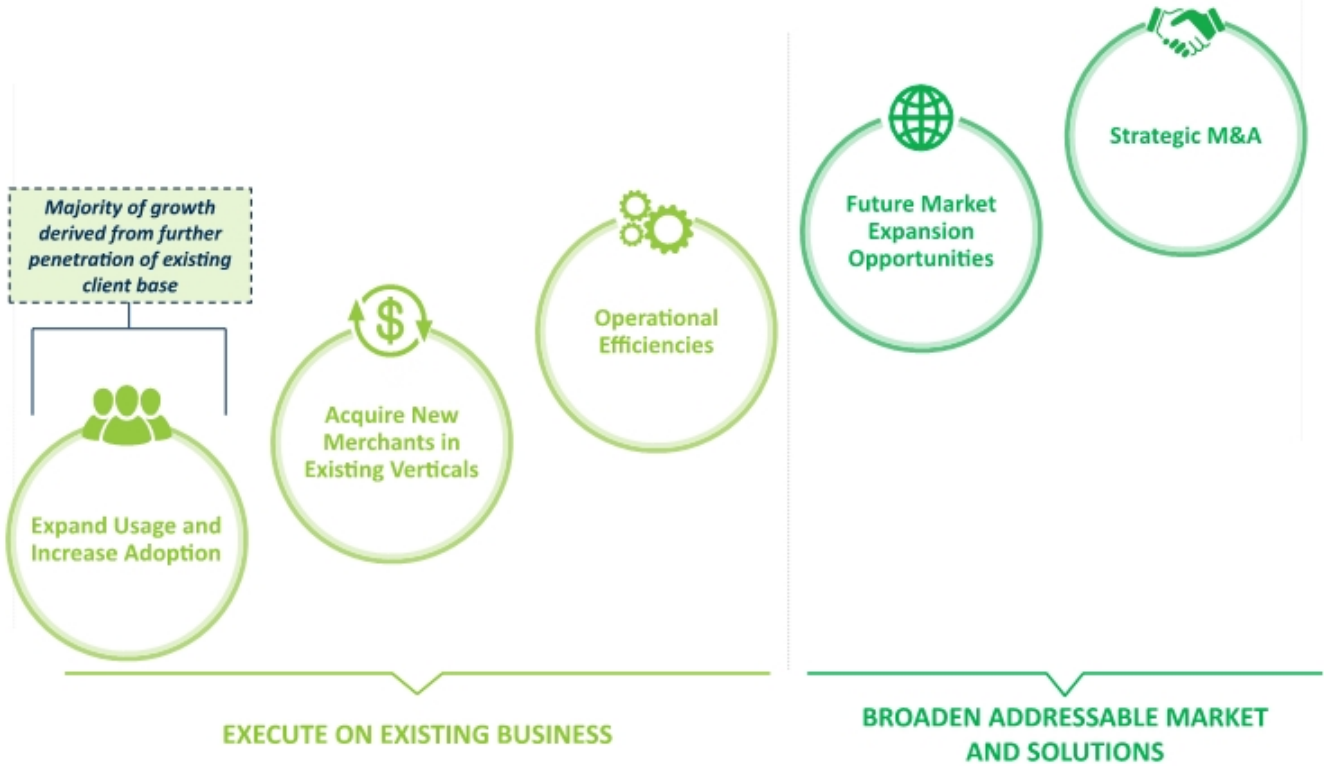 Majority of growth
derived from further
penetration of existing
client base
Expand Usage and
Increase Adoption
$
Acquire New
Merchants in
Existing Verticals
Operational
Efficiencies
Future Market
Expansion
Opportunities
Strategic M&A
EXECUTE ON EXISTING BUSINESS
BROADEN ADDRESSABLE MARKET
AND SOLUTIONS